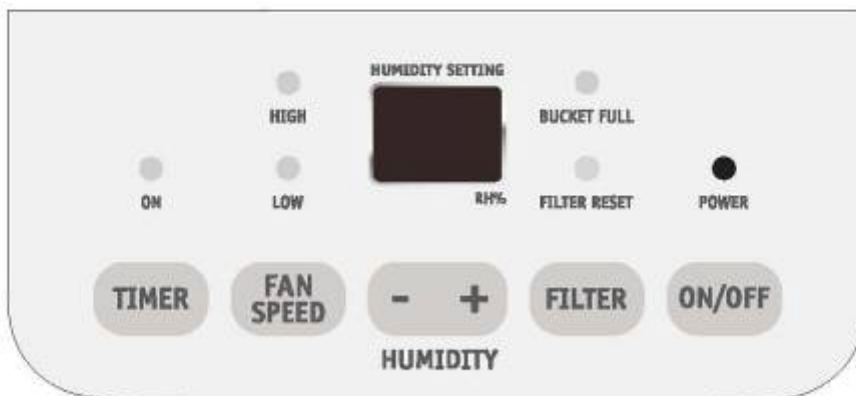 HUMIDITY SETTING
HIGH
BUCKET FULL
ON
LOW
RH%
FILTER RESET
POWER
TIMER
FAN
SPEED
- +
FILTER
ON/OFF
HUMIDITY